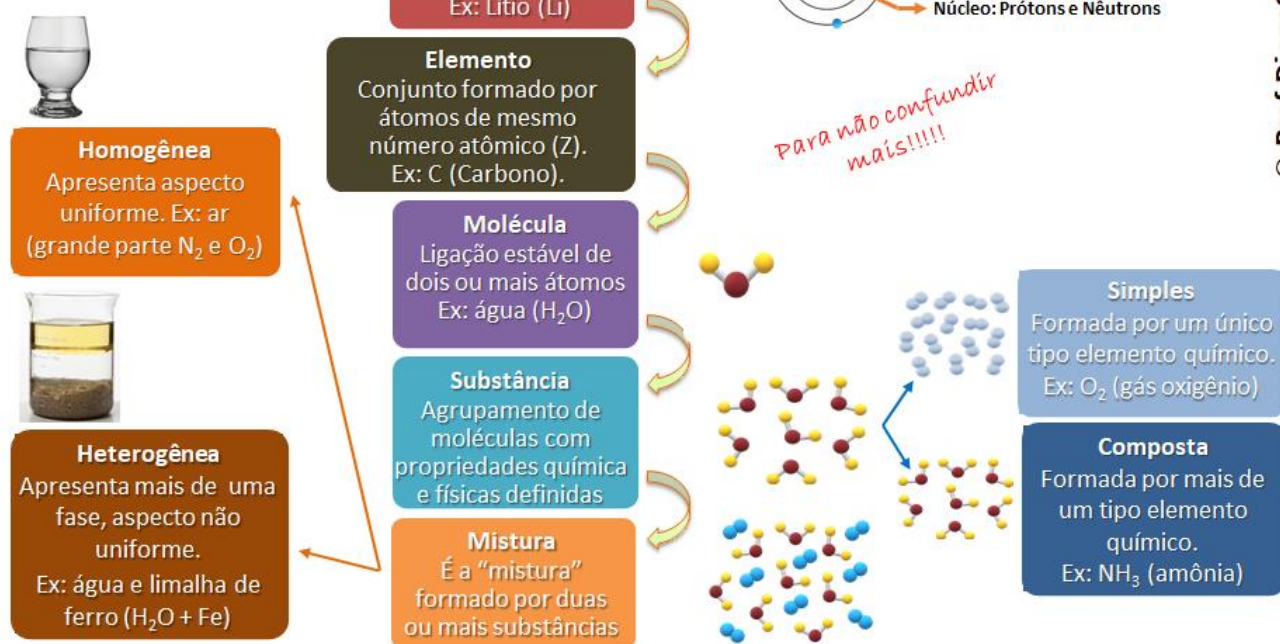 Ex: Lítio (Li)
Núcleo: Prótons e Nêutrons
Elemento
Conjunto formado por
átomos de mesmo
número atômico (Z).
Ex: C (Carbono).
Para não confundir
mais!!!!!
Homogênea
Apresenta aspecto
uniforme. Ex: ar
(grande parte N₂ e O₂)
Molécula
Ligação estável de
dois ou mais átomos
Ex: água (H₂O)
Simples
Formada por um único
tipo elemento químico.
Ex: O₂ (gás oxigênio)
Substância
Agrupamento de
moléculas com
propriedades química
e físicas definidas
Heterogênea
Apresenta mais de uma
fase, aspecto não
uniforme.
Ex: água e limalha de
ferro (H₂O + Fe)
Composta
Formada por mais de
um tipo elemento
químico.
Ex: NH₃ (amônia)
Mistura
É a “mistura”
formado por duas
ou mais substâncias